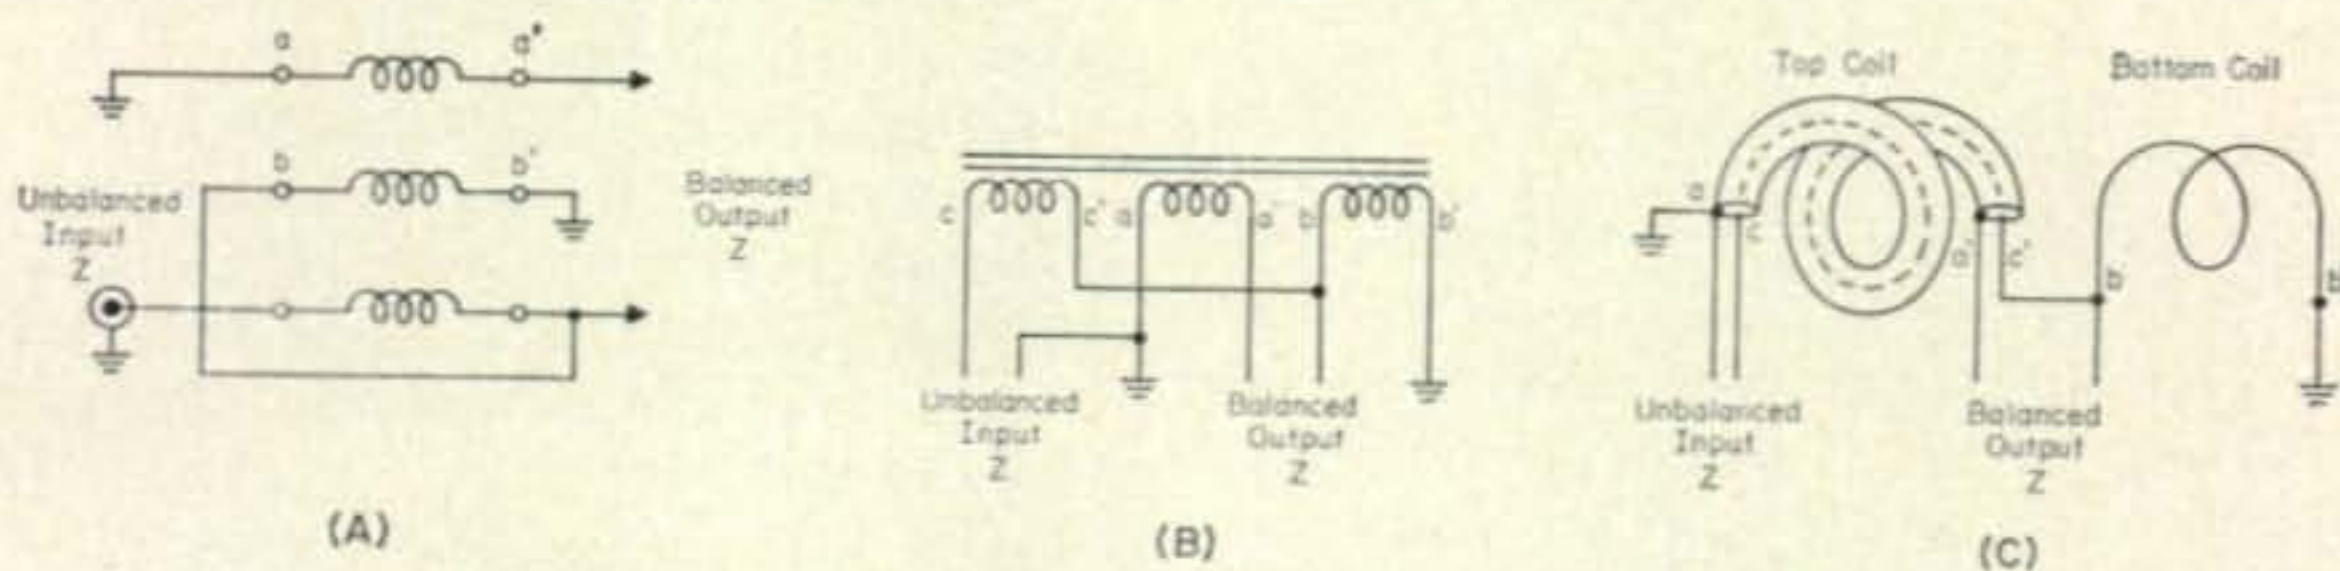 a
a'
b
b'
Unbalanced
Input
Z
Balanced
Output
Z
(A)
c
c'
a
a'
b
b'
Unbalanced
Input
Z
Balanced
Output
Z
(B)
Top Coil
Bottom Coil
a
c
a'
c'
b
Unbalanced
Input
Z
Balanced
Output
Z
(C)